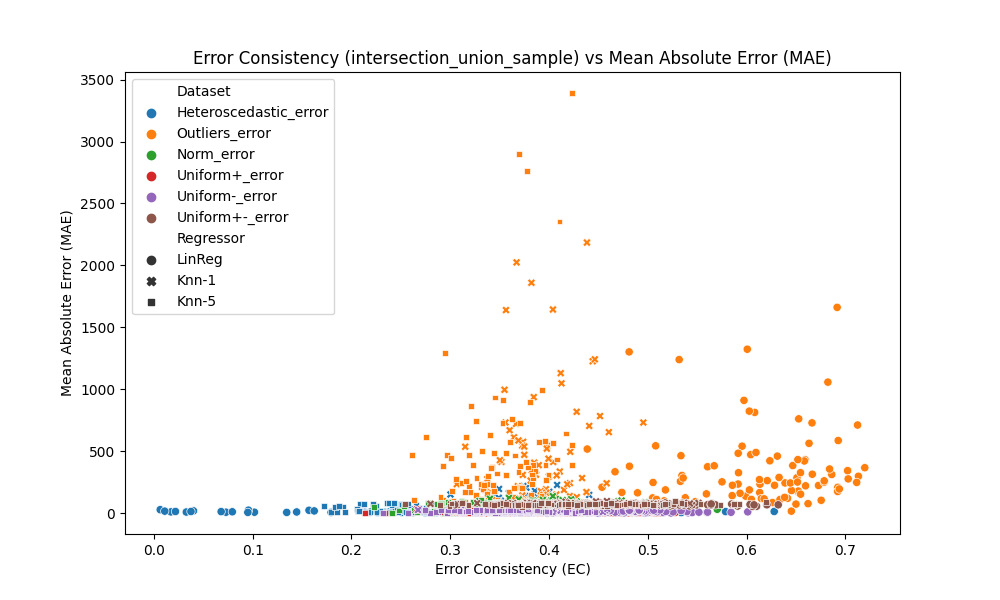 Error Consistency (intersection_union_sample) vs Mean Absolute Error (MAE)
Mean Absolute Error (MAE)
3500
3000
2500
2000
1500
1000
500
0
Dataset
Heteroscedastic_error
Outliers_error
Norm_error
Uniform+_error
Uniform-_error
Uniform+-_error
Regressor
LinReg
Knn-1
Knn-5
0.0 0.1 0.2 0.3 0.4 0.5 0.6 0.7
Error Consistency (EC)